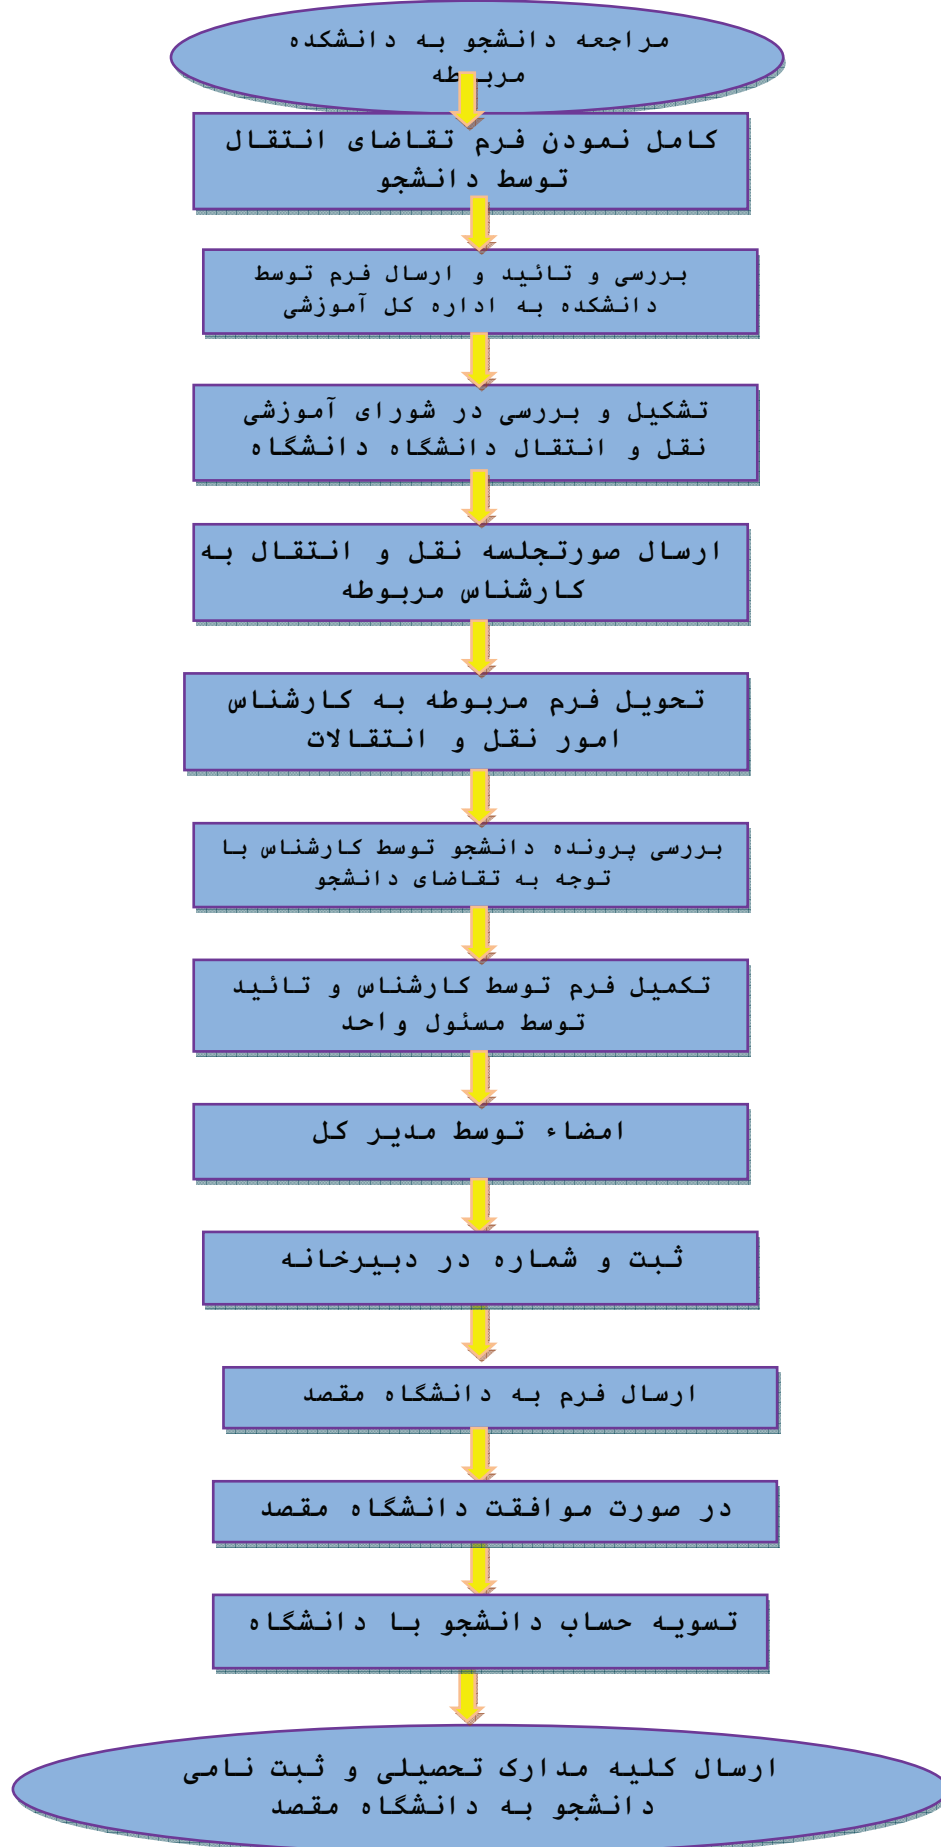 مراجعه دانشجو به دانشکده
مربوطه
کامل نمودن فرم تقاضای انتقال
توسط دانشجو
بررسی و تائید و ارسال فرم توسط
دانشکده به اداره کل آموزشی
تشکیل و بررسی در شورای آموزشی
نقل و انتقال دانشگاه دانشگاه
ارسال صورتجلسه نقل و انتقال به
کارشناس مربوطه
تحویل فرم مربوطه به کارشناس
امور نقل و انتقالات
بررسی پرونده دانشجو توسط کارشناس با
توجه به تقاضای دانشجو
تکمیل فرم توسط کارشناس و تائید
توسط مسئول واحد
امضاء توسط مدیر کل
ثبت و شماره در دبیرخانه
ارسال فرم به دانشگاه مقصد
در صورت موافقت دانشگاه مقصد
تسویه حساب دانشجو با دانشگاه
ارسال کلیه مدارک تحصیلی و ثبت نامی
دانشجو به دانشگاه مقصد